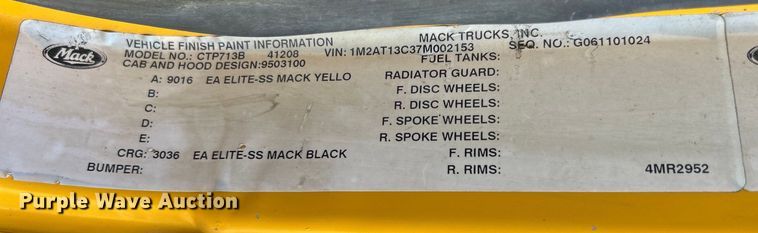 Mack
VEHICLE FINISH PAINT INFORMATION MACK TRUCKS, INC.
MODEL NO.: CTP713B 41208 VIN: 1M2AT13C37M002153 SEQ. NO.: G061101024
CAB AND HOOD DESIGN:9503100 FUEL TANKS:
A: 9016 EA ELITE-SS MACK YELLO RADIATOR GUARD:
B: F. DISC WHEELS:
C: R. DISC WHEELS:
D: F. SPOKE WHEELS:
E: R. SPOKE WHEELS:
CRG: 3036 EA ELITE-SS MACK BLACK F. RIMS:
BUMPER: R. RIMS: 4MR2952
Purple Wave Auction